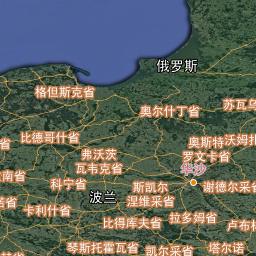 俄罗斯
格但斯克省
奥尔什丁省
苏瓦
比德哥什省
奥斯特
沃姆
弗沃茨
瓦韦克省
罗文卡省
华沙
南省
科宁省
斯凯尔
涅维采省
谢德尔采省
波兰
省
卡利什省
比得库夫省
拉多姆省
卢布
琴斯托霍瓦省
凯尔采省
塔尔诺
省